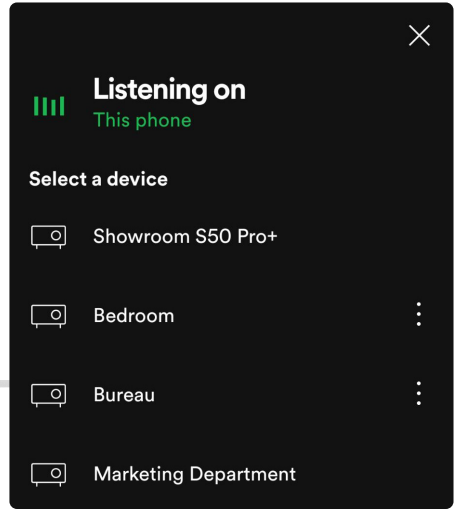 Listening on
This phone
Select a device
Showroom S50 Pro+
Bedroom
Bureau
Marketing Department